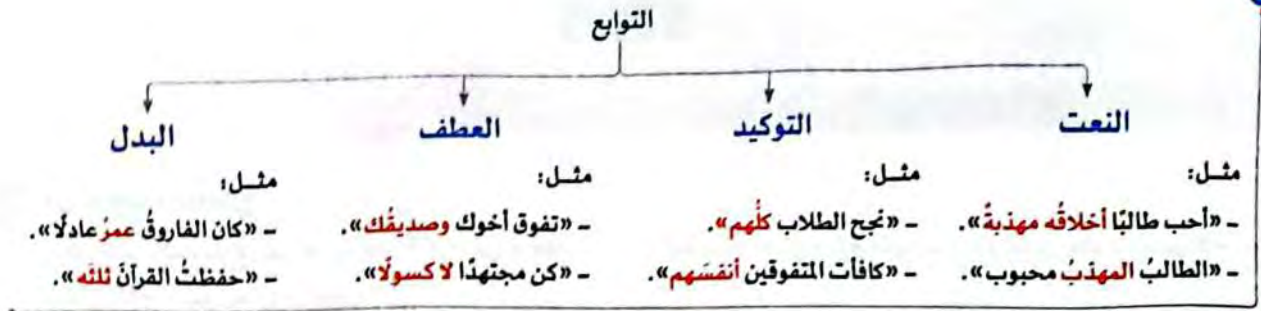 التوابع
النعت
مثل:
- «أحب طالبًا أخلاقُه مهذبةٌ».
- «الطالبُ المهذبُ محبوب».
التوكيد
مثل:
- «نجح الطلاب كلُّهم».
- «كافأت المتفوقين أنفسَهم».
العطف
مثل:
- «تفوق أخوك وصديقُك».
- «كن مجتهدًا لا كسولًا».
البدل
مثل:
- «كان الفاروقُ عمرُ عادلًا».
- «حفظتُ القرآنَ ثلثَه».